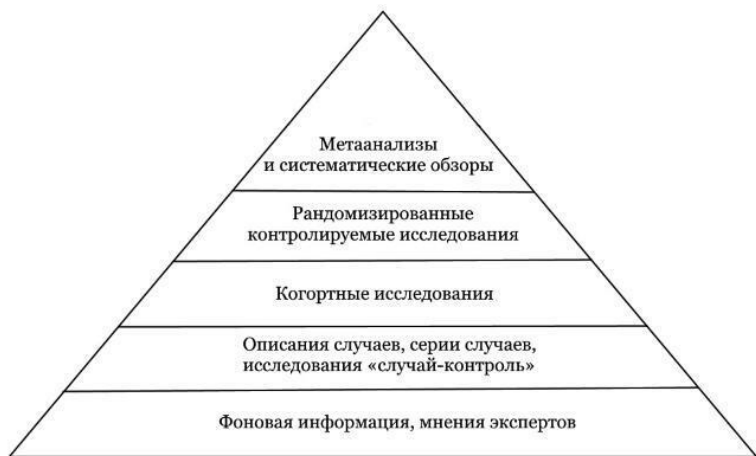 Метаанализы
и систематические обзоры
Рандомизированные
контролируемые исследования
Когортные исследования
Описания случаев, серии случаев,
исследования «случай-контроль»
Фоновая информация, мнения экспертов